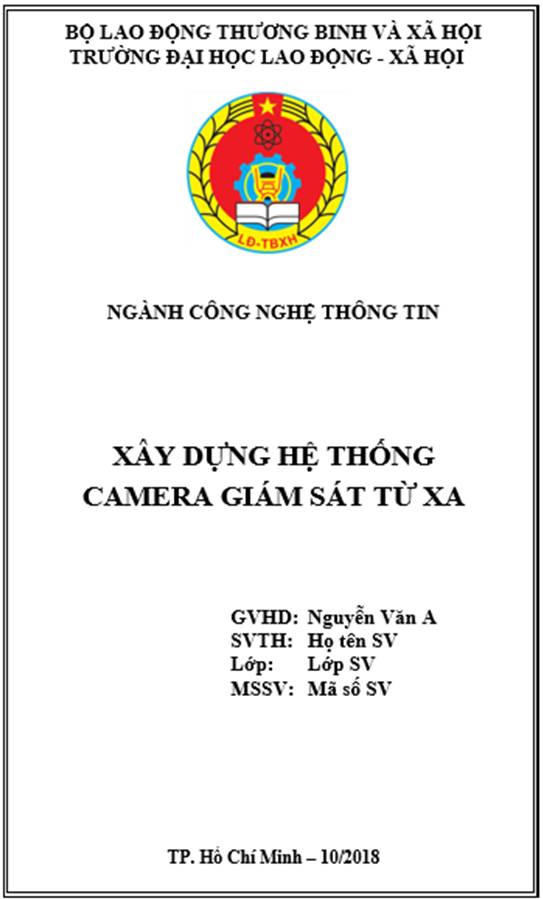 BỘ LAO ĐỘNG THƯƠNG BINH VÀ XÃ HỘI
TRƯỜNG ĐẠI HỌC LAO ĐỘNG - XÃ HỘI
LĐ-TBXH
NGÀNH CÔNG NGHỆ THÔNG TIN
XÂY DỰNG HỆ THỐNG
CAMERA GIÁM SÁT TỪ XA
GVHD: Nguyễn Văn A
SVTH: Họ tên SV
Lớp: Lớp SV
MSSV: Mã số SV
TP. Hồ Chí Minh – 10/2018